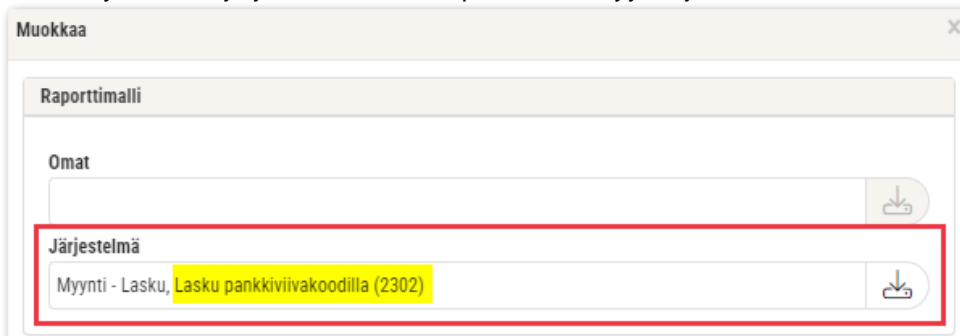 Muokkaa
Raporttimalli
Omat
Järjestelmä
Myynti - Lasku, Lasku pankkiviivakoodilla (2302)